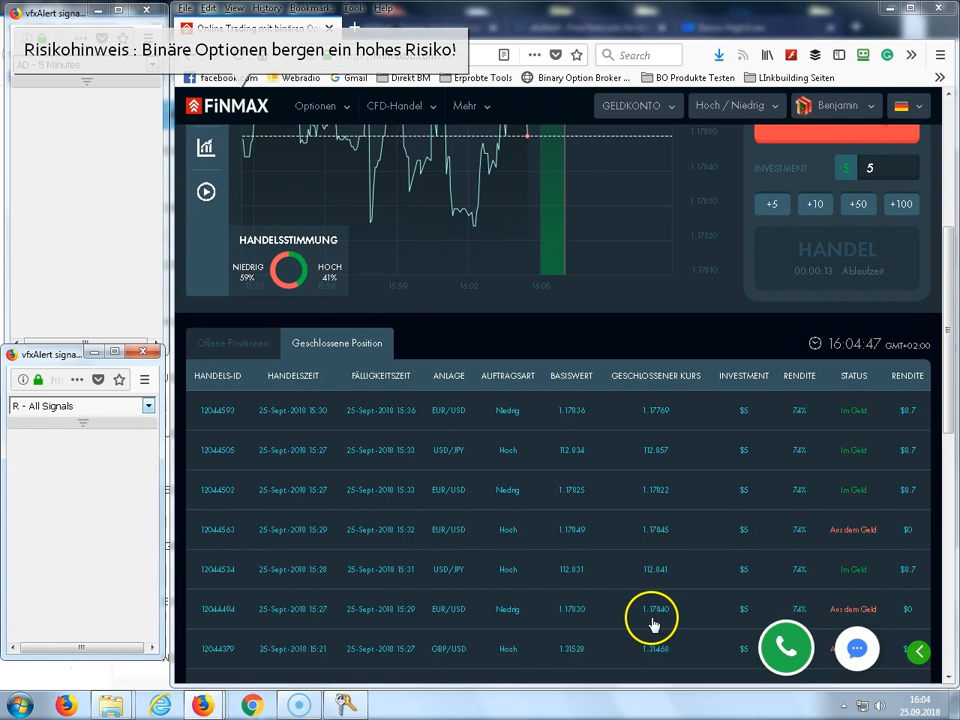 vfxAlert signa...
File Edit View History Bookmarks Tools Help
Online Trading mit binären O
Risikohinweis : Binäre Optionen bergen ein hohes Risiko!
AD - 5 Minutes
Search
facebook.com Webradio Gmail Direkt BM Erprobte Tools Binary Option Broker ... BO Produkte Testen LInkbuilding Seiten
FiNMAX Optionen CFD-Handel Mehr GELDKONTO Hoch / Niedrig Benjamin
1.17850
1.17840
1.17830
1.17820
1.17810
INVESTMENT: $ 5
+5 +10 +50 +100
HANDEL
00:00:13 Ablaufzeit
HANDELSSTIMMUNG
NIEDRIG 59% HOCH 41%
15:53 15:56 15:59 16:02 16:05
Offene Positionen Geschlossene Position 16:04:47 GMT+02:00
vfxAlert signa...
R - All Signals
HANDELS-ID HANDELSZEIT FÄLLIGKEITSZEIT ANLAGE AUFTRAGSART BASISWERT GESCHLOSSENER KURS INVESTMENT RENDITE STATUS RENDITE
12044593 25-Sept.-2018 15:30 25-Sept.-2018 15:36 EUR/USD Niedrig 1.17836 1.17769 $5 74% Im Geld $8.7
12044505 25-Sept.-2018 15:27 25-Sept.-2018 15:33 USD/JPY Hoch 112.834 112.857 $5 74% Im Geld $8.7
12044502 25-Sept.-2018 15:27 25-Sept.-2018 15:33 EUR/USD Niedrig 1.17825 1.17822 $5 74% Im Geld $8.7
12044563 25-Sept.-2018 15:29 25-Sept.-2018 15:32 EUR/USD Hoch 1.17849 1.17845 $5 74% Aus dem Geld $0
12044534 25-Sept.-2018 15:28 25-Sept.-2018 15:31 USD/JPY Hoch 112.831 112.841 $5 74% Im Geld $8.7
12044494 25-Sept.-2018 15:27 25-Sept.-2018 15:29 EUR/USD Niedrig 1.17830 1.17840 $5 74% Aus dem Geld $0
12044379 25-Sept.-2018 15:21 25-Sept.-2018 15:27 GBP/USD Hoch 1.31528 1.31468 $5 74% $0
16:04
25.09.2018